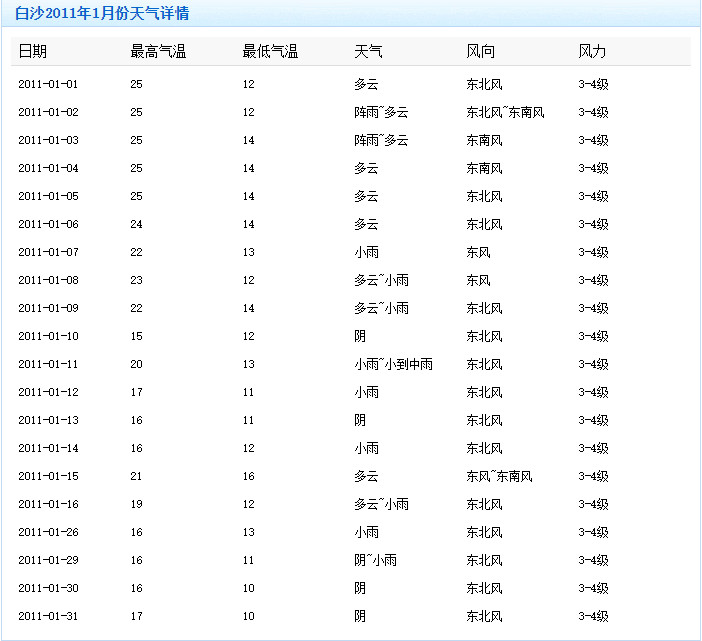 白沙2011年1月份天气详情
日期 最高气温 最低气温 天气 风向 风力
2011-01-01 25 12 多云 东北风 3-4级
2011-01-02 25 12 阵雨~多云 东北风~东南风 3-4级
2011-01-03 25 14 阵雨~多云 东南风 3-4级
2011-01-04 25 14 多云 东南风 3-4级
2011-01-05 25 14 多云 东北风 3-4级
2011-01-06 24 14 多云 东北风 3-4级
2011-01-07 22 13 小雨 东风 3-4级
2011-01-08 23 12 多云~小雨 东风 3-4级
2011-01-09 22 14 多云~小雨 东北风 3-4级
2011-01-10 15 12 阴 东北风 3-4级
2011-01-11 20 13 小雨~小到中雨 东北风 3-4级
2011-01-12 17 11 小雨 东北风 3-4级
2011-01-13 16 11 阴 东北风 3-4级
2011-01-14 16 12 小雨 东北风 3-4级
2011-01-15 21 16 多云 东风~东南风 3-4级
2011-01-16 19 12 多云~小雨 东北风 3-4级
2011-01-26 16 13 小雨 东北风 3-4级
2011-01-29 16 11 阴~小雨 东北风 3-4级
2011-01-30 16 10 阴 东北风 3-4级
2011-01-31 17 10 阴 东北风 3-4级